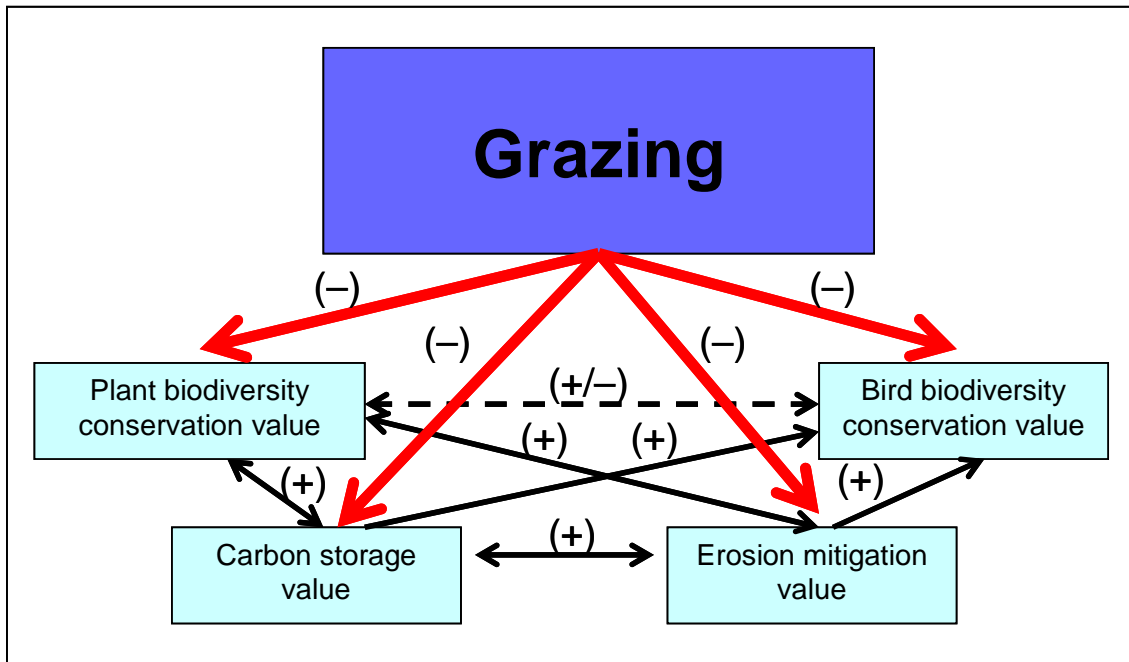 Grazing
(–)
(–)
(–)
(–)
Plant biodiversity
conservation value
(+/–)
Bird biodiversity
conservation value
(+)
(+)
(+)
(+)
Carbon storage
value
(+)
Erosion mitigation
value